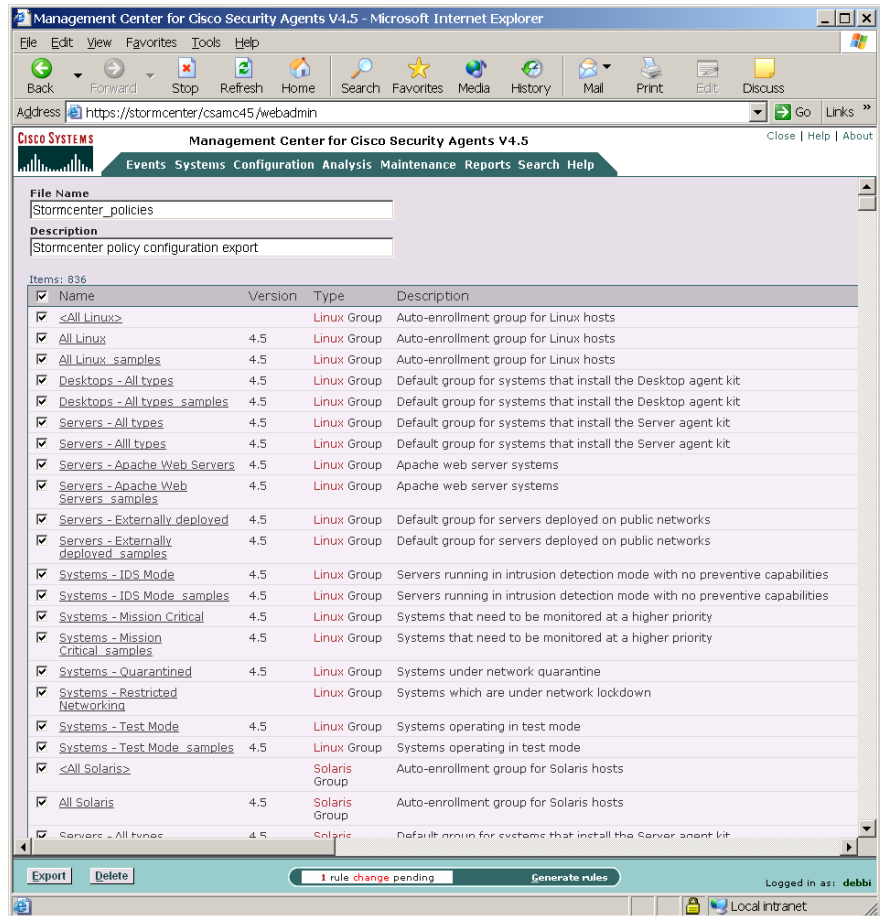 Management Center for Cisco Security Agents V4.5 - Microsoft Internet Explorer
File Edit View Favorites Tools Help
Back Forward Stop Refresh Home Search Favorites Media History Mail Print Edit Discuss
Address https://stormcenter/csamc45/webadmin Go Links »
CISCO SYSTEMS
Management Center for Cisco Security Agents V4.5
Close | Help | About
Events Systems Configuration Analysis Maintenance Reports Search Help
File Name
Stormcenter_policies
Description
Stormcenter policy configuration export
Items: 836
Name Version Type Description
<All Linux> Linux Group Auto-enrollment group for Linux hosts
All Linux 4.5 Linux Group Auto-enrollment group for Linux hosts
All Linux_samples 4.5 Linux Group Auto-enrollment group for Linux hosts
Desktops - All types 4.5 Linux Group Default group for systems that install the Desktop agent kit
Desktops - All types_samples 4.5 Linux Group Default group for systems that install the Desktop agent kit
Servers - All types 4.5 Linux Group Default group for systems that install the Server agent kit
Servers - Alll types 4.5 Linux Group Default group for systems that install the Server agent kit
Servers - Apache Web Servers 4.5 Linux Group Apache web server systems
Servers - Apache Web 4.5 Linux Group Apache web server systems
Servers_samples
Servers - Externally deployed 4.5 Linux Group Default group for servers deployed on public networks
Servers - Externally 4.5 Linux Group Default group for servers deployed on public networks
deployed_samples
Systems - IDS Mode 4.5 Linux Group Servers running in intrusion detection mode with no preventive capabilities
Systems - IDS Mode_samples 4.5 Linux Group Servers running in intrusion detection mode with no preventive capabilities
Systems - Mission Critical 4.5 Linux Group Systems that need to be monitored at a higher priority
Systems - Mission 4.5 Linux Group Systems that need to be monitored at a higher priority
Critical_samples
Systems - Quarantined 4.5 Linux Group Systems under network quarantine
Systems - Restricted Linux Group Systems which are under network lockdown
Networking
Systems - Test Mode 4.5 Linux Group Systems operating in test mode
Systems - Test Mode_samples 4.5 Linux Group Systems operating in test mode
<All Solaris> Solaris Auto-enrollment group for Solaris hosts
Group
All Solaris 4.5 Solaris Auto-enrollment group for Solaris hosts
Group
Servers - All types 4.5 Solaris Default group for systems that install the Server agent kit
Export Delete 1 rule change pending Generate rules
Logged in as: debbi
Local intranet